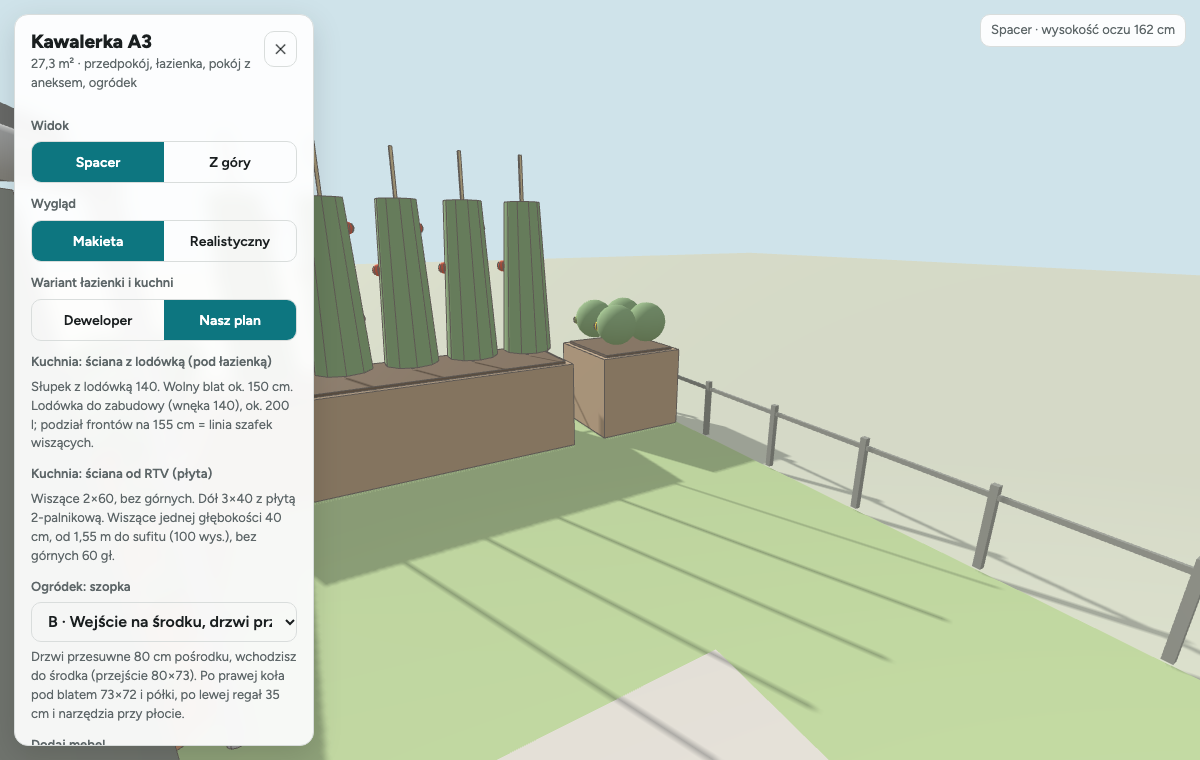 Kawalerka A3
27,3 m² · przedpokój, łazienka, pokój z
aneksem, ogródek
Spacer · wysokość oczu 162 cm
Widok
Spacer
Z góry
Wygląd
Makieta
Realistyczny
Wariant łazienki i kuchni
Deweloper
Nasz plan
Kuchnia: ściana z lodówką (pod łazienką)
Słupek z lodówką 140. Wolny blat ok. 150 cm.
Lodówka do zabudowy (wnęka 140), ok. 200
l; podział frontów na 155 cm = linia szafek
wiszących.
Kuchnia: ściana od RTV (płyta)
Wiszące 2×60, bez górnych. Dół 3×40 z płytą
2-palnikową. Wiszące jednej głębokości 40
cm, od 1,55 m do sufitu (100 wys.), bez
górnych 60 gł.
Ogródek: szopka
B · Wejście na środku, drzwi prz
Drzwi przesuwne 80 cm pośrodku, wchodzisz
do środka (przejście 80×73). Po prawej koła
pod blatem 73×72 i półki, po lewej regał 35
cm i narzędzia przy płocie.
Dodaj mebel